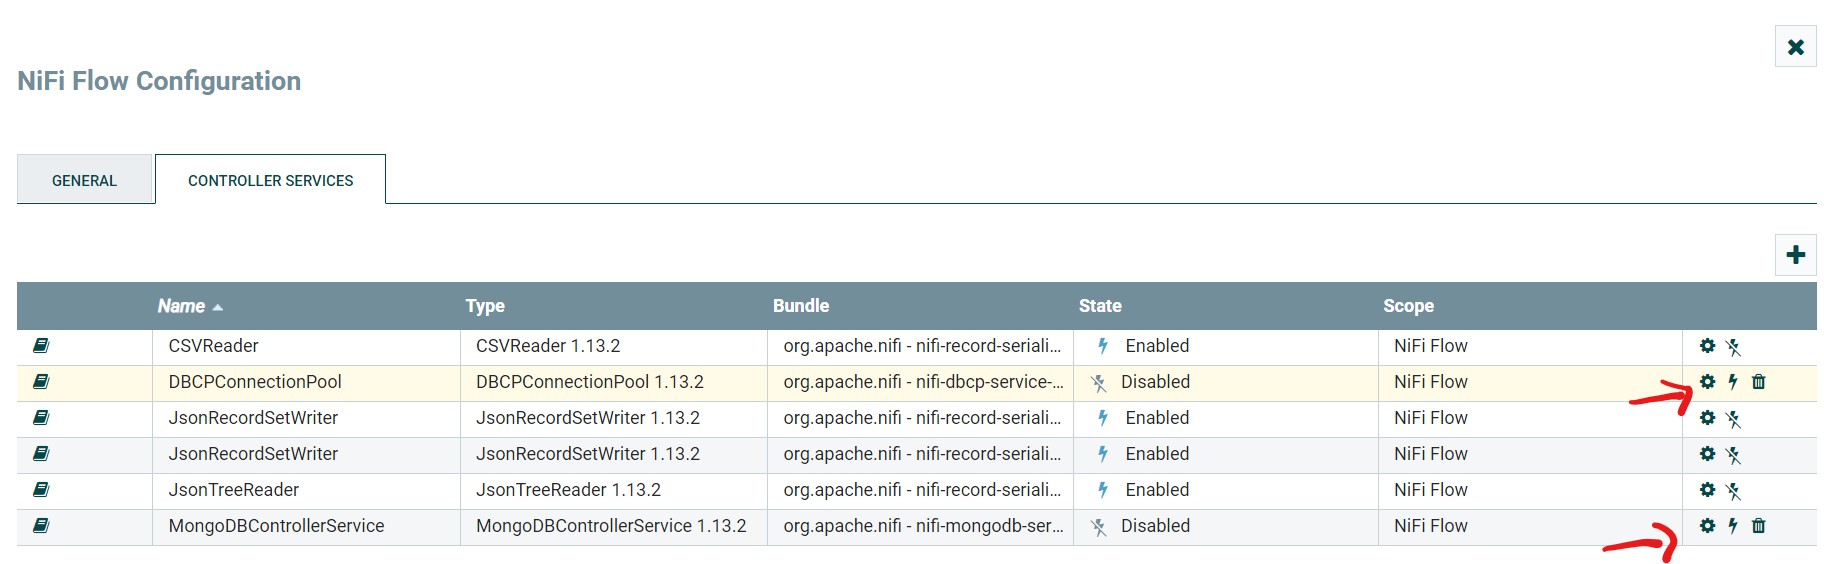 NiFi Flow Configuration
GENERAL
CONTROLLER SERVICES
Name Type Bundle State Scope
CSVReader CSVReader 1.13.2 org.apache.nifi - nifi-record-seriali... Enabled NiFi Flow
DBCPConnectionPool DBCPConnectionPool 1.13.2 org.apache.nifi - nifi-dbcp-service-... Disabled NiFi Flow
JsonRecordSetWriter JsonRecordSetWriter 1.13.2 org.apache.nifi - nifi-record-seriali... Enabled NiFi Flow
JsonRecordSetWriter JsonRecordSetWriter 1.13.2 org.apache.nifi - nifi-record-seriali... Enabled NiFi Flow
JsonTreeReader JsonTreeReader 1.13.2 org.apache.nifi - nifi-record-seriali... Enabled NiFi Flow
MongoDBControllerService MongoDBControllerService 1.13.2 org.apache.nifi - nifi-mongodb-ser... Disabled NiFi Flow